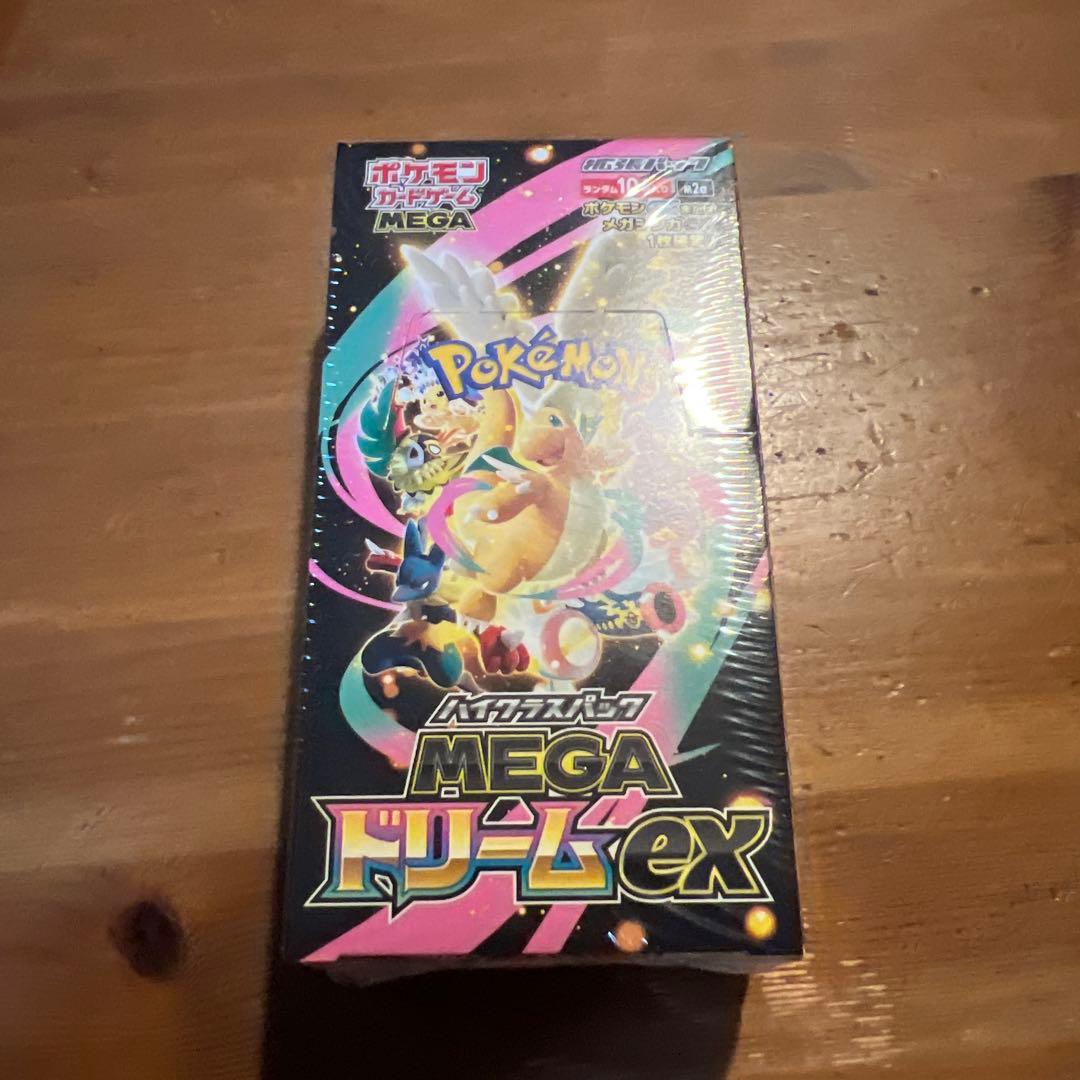 ポケモン
カードゲーム
MEGA
拡張パック
ランダム10
ポケモン
メガ
1枚
POKÉMON
ハイクラスパック
MEGA
ドリームex